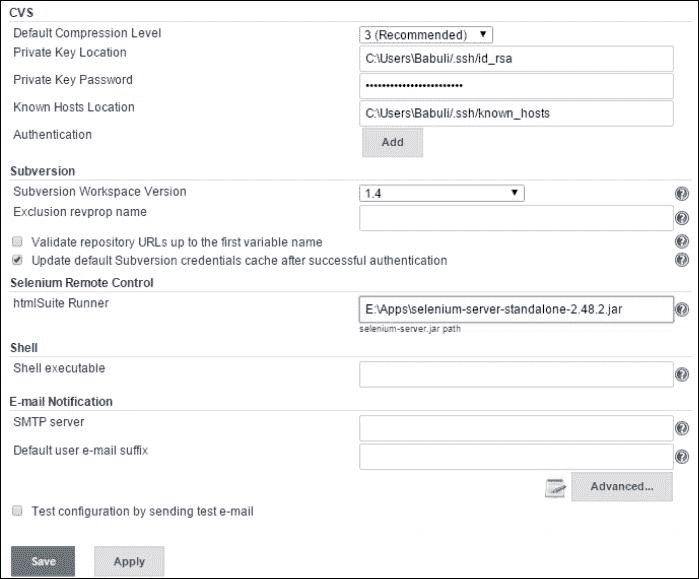 CVS
Default Compression Level
3 (Recommended)
Private Key Location
C:\Users\Babuli/.ssh/id_rsa
Private Key Password
••••••••••••••••••••••••
Known Hosts Location
C:\Users\Babuli/.ssh/known_hosts
Authentication
Add
Subversion
Subversion Workspace Version
1.4
Exclusion revprop name
Validate repository URLs up to the first variable name
Update default Subversion credentials cache after successful authentication
Selenium Remote Control
htmlSuite Runner
E:\Apps\selenium-server-standalone-2.48.2.jar
selenium-server.jar path
Shell
Shell executable
E-mail Notification
SMTP server
Default user e-mail suffix
Advanced...
Test configuration by sending test e-mail
Save
Apply